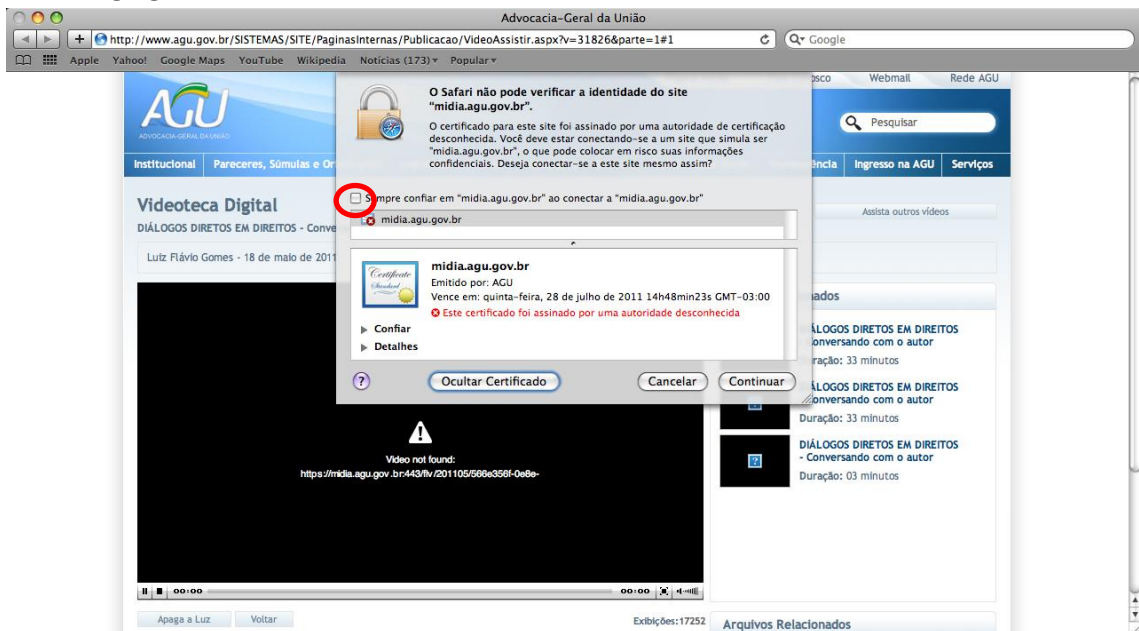 Advocacia-Geral da União
http://www.agu.gov.br/SISTEMAS/SITE/PaginasInternas/Publicacao/VideoAssistir.aspx?v=31826&parte=1#1
Google
Apple Yahoo! Google Maps YouTube Wikipedia Notícias (173) Popular
Webmail Rede AGU
AGU
ADVOCACIA-GERAL DA UNIÃO
Pesquisar
Institucional Pareceres, Súmulas e Or
ência Ingresso na AGU Serviços
O Safari não pode verificar a identidade do site
"midia.agu.gov.br".
O certificado para este site foi assinado por uma autoridade de certificação
desconhecida. Você deve estar conectando-se a um site que simula ser
"midia.agu.gov.br", o que pode colocar em risco suas informações
confidenciais. Deseja conectar-se a este site mesmo assim?
Sempre confiar em "midia.agu.gov.br" ao conectar a "midia.agu.gov.br"
midia.agu.gov.br
Certificate
Standard
midia.agu.gov.br
Emitido por: AGU
Vence em: quinta-feira, 28 de julho de 2011 14h48min23s GMT-03:00
Este certificado foi assinado por uma autoridade desconhecida
Confiar
Detalhes
? Ocultar Certificado Cancelar Continuar
Videoteca Digital
DIÁLOGOS DIRETOS EM DIREITOS - Conve
Assista outros vídeos
Luiz Flávio Gomes - 18 de maio de 2011
Video not found:
https://midia.agu.gov.br:443/flv/201105/566e356f-0e8e-
00:00 00:00
Apaga a Luz Voltar
Exibições:17252
nados
ÁLOGOS DIRETOS EM DIREITOS
onversando com o autor
ração: 33 minutos
ÁLOGOS DIRETOS EM DIREITOS
onversando com o autor
Duração: 33 minutos
DIÁLOGOS DIRETOS EM DIREITOS
- Conversando com o autor
Duração: 03 minutos
Arquivos Relacionados